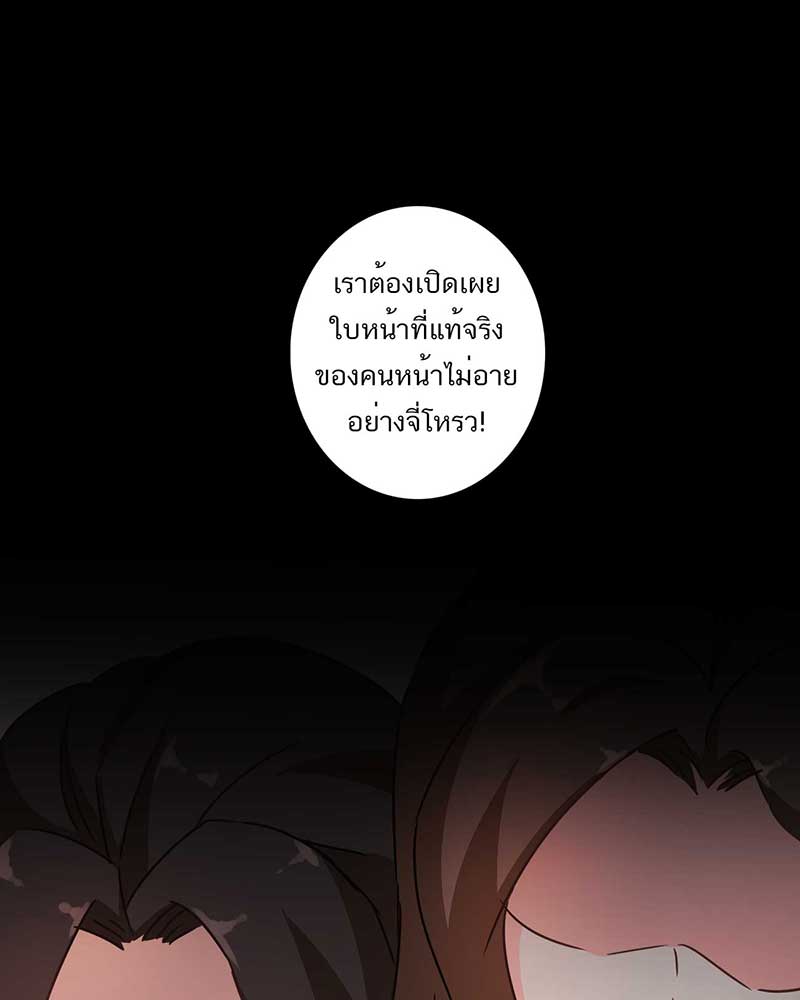 เราต้องเปิดเผย
ใบหน้าที่แท้จริง
ของคนหน้าไม่อาย
อย่างจี่โหรว!